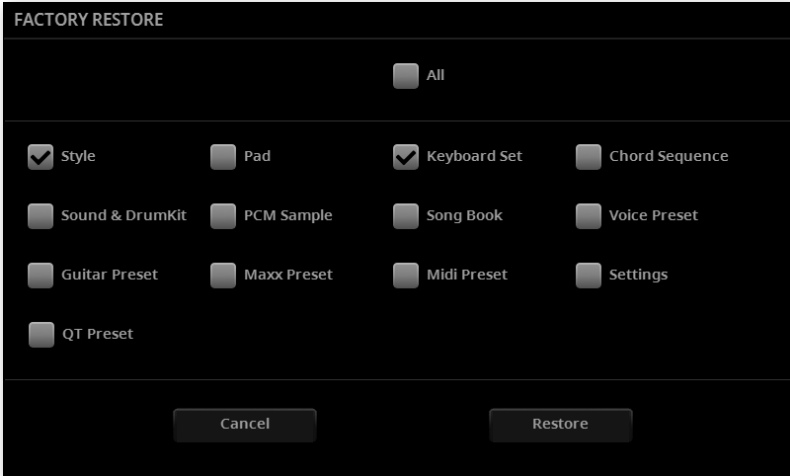 FACTORY RESTORE
All
Style Pad Keyboard Set Chord Sequence
Sound & DrumKit PCM Sample Song Book Voice Preset
Guitar Preset Maxx Preset Midi Preset Settings
QT Preset
Cancel Restore